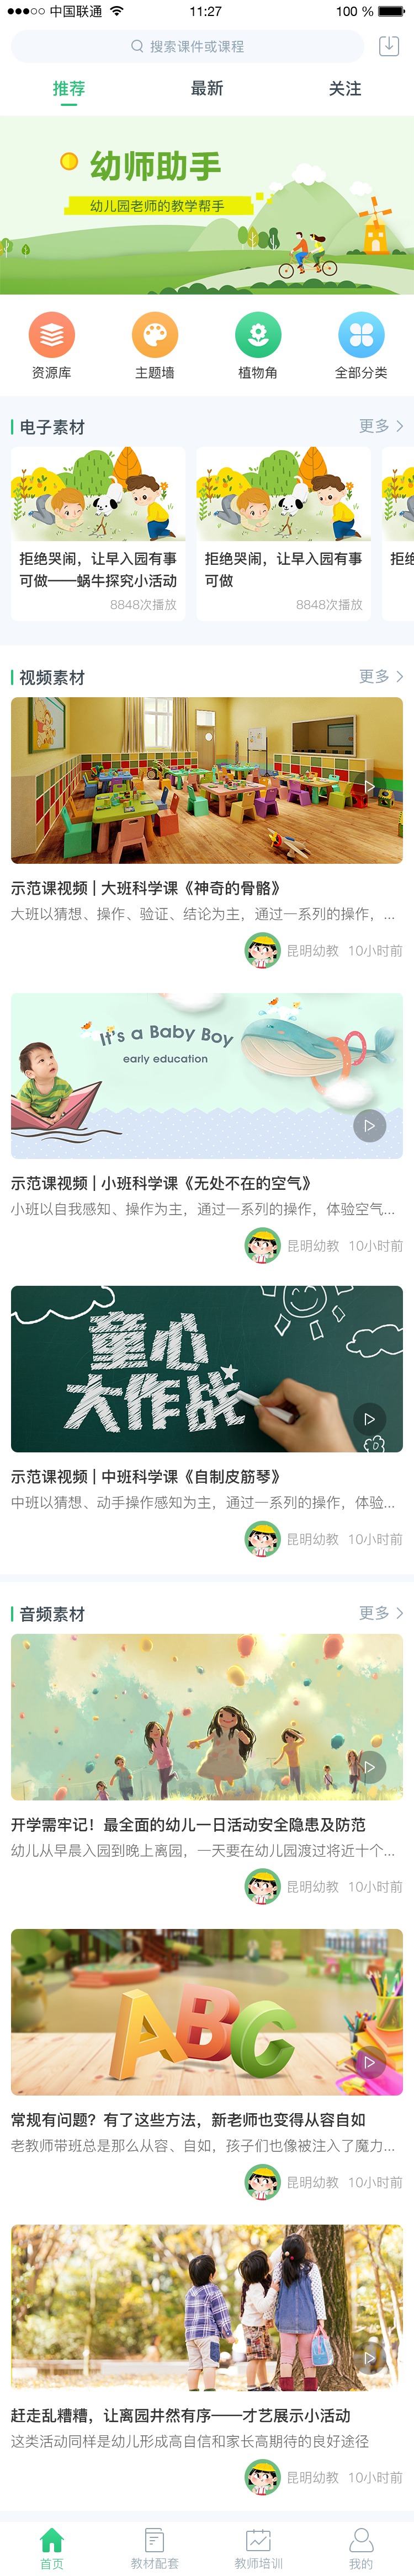 中国联通
11:27
100 %
搜索课件或课程
推荐
最新
关注
幼师助手
幼儿园老师的教学帮手
资源库
主题墙
植物角
全部分类
电子素材
更多
拒绝哭闹，让早入园有事
可做——蜗牛探究小活动
8848次播放
拒绝哭闹，让早入园有事
可做
8848次播放
拒绝
视频素材
更多
示范课视频 | 大班科学课《神奇的骨骼》
大班以猜想、操作、验证、结论为主，通过一系列的操作，...
昆明幼教 10小时前
It's a Baby Boy
early education
示范课视频 | 小班科学课《无处不在的空气》
小班以自我感知、操作为主，通过一系列的操作，体验空气...
昆明幼教 10小时前
童心
大作战
示范课视频 | 中班科学课《自制皮筋琴》
中班以猜想、动手操作感知为主，通过一系列的操作，体验...
昆明幼教 10小时前
音频素材
更多
开学需牢记！最全面的幼儿一日活动安全隐患及防范
幼儿从早晨入园到晚上离园，一天要在幼儿园渡过将近十个...
昆明幼教 10小时前
ABC
常规有问题？有了这些方法，新老师也变得从容自如
老教师带班总是那么从容、自如，孩子们也像被注入了魔力...
昆明幼教 10小时前
赶走乱糟糟，让离园井然有序——才艺展示小活动
这类活动同样是幼儿形成高自信和家长高期待的良好途径
昆明幼教 10小时前
首页
教材配套
教师培训
我的